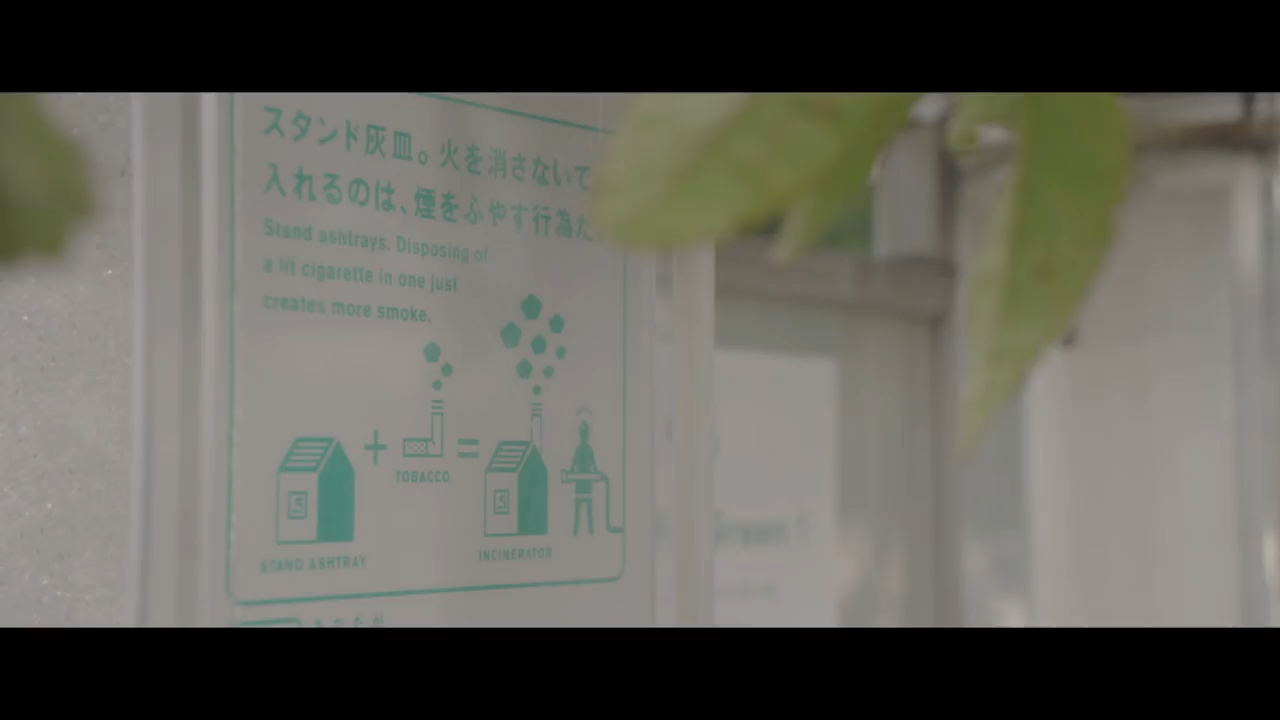 スタンド灰皿。火を消さないで
入れるのは、煙をふやす行為だ
Stand ashtrays. Disposing of
a lit cigarette in one just
creates more smoke.
+
=
TOBACCO
S
S
STAND ASHTRAY
INCINERATOR